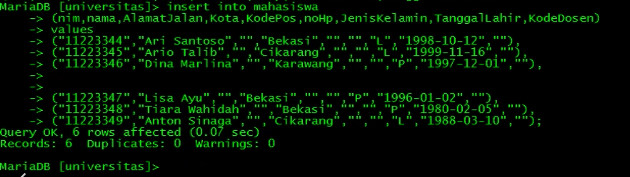 MariaDB [universitas]> insert into mahasiswa
-> (nim,nama,AlamatJalan,Kota,KodePos,noHp,JenisKelamin,TanggalLahir,KodeDosen)
-> values
-> ("11223344","Ari Santoso","","Bekasi","","","L","1998-10-12",""),
-> ("11223345","Ario Talib","","Cikarang","","","L","1999-11-16",""),
-> ("11223346","Dina Marlina","","Karawang","","","P","1997-12-01",""),
->
->
-> ("11223347","Lisa Ayu","","Bekasi","","","P","1996-01-02",""),
-> ("11223348","Tiara Wahidah","","Bekasi","","","P","1980-02-05",""),
-> ("11223349","Anton Sinaga","","Cikarang","","","L","1988-03-10","");
Query OK, 6 rows affected (0.07 sec)
Records: 6  Duplicates: 0  Warnings: 0
MariaDB [universitas]>